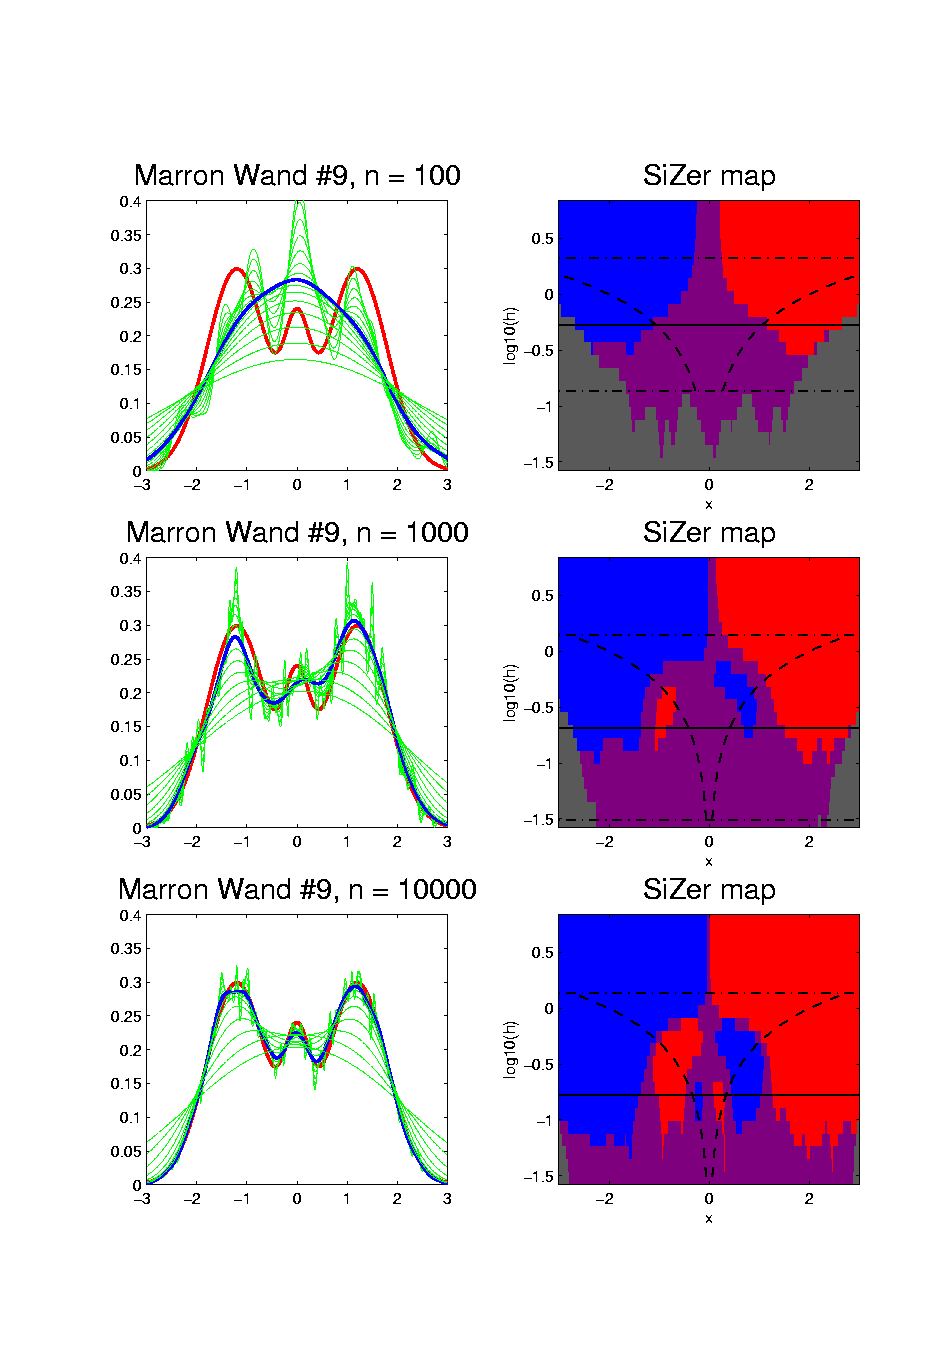 Marron Wand #9, n = 100
SiZer map
0.4
0.35
0.3
0.25
0.2
0.15
0.1
0.05
0
−3 −2 −1 0 1 2 3
log10(h)
0.5
0
−0.5
−1
−1.5
−2 0 2
x
Marron Wand #9, n = 1000
SiZer map
0.4
0.35
0.3
0.25
0.2
0.15
0.1
0.05
0
−3 −2 −1 0 1 2 3
log10(h)
0.5
0
−0.5
−1
−1.5
−2 0 2
x
Marron Wand #9, n = 10000
SiZer map
0.4
0.35
0.3
0.25
0.2
0.15
0.1
0.05
0
−3 −2 −1 0 1 2 3
log10(h)
0.5
0
−0.5
−1
−1.5
−2 0 2
x